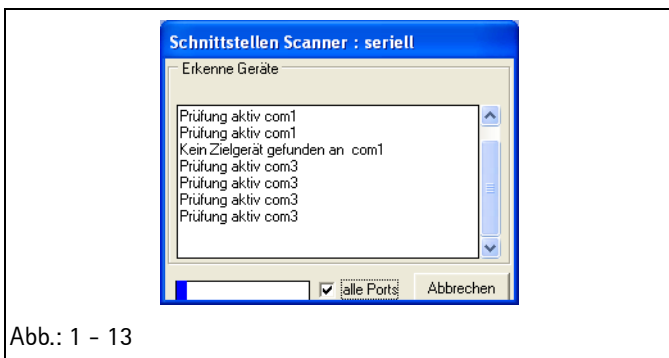 Schnittstellen Scanner : seriell
Erkenne Geräte
Prüfung aktiv com1
Prüfung aktiv com1
Kein Zielgerät gefunden an  com1
Prüfung aktiv com3
Prüfung aktiv com3
Prüfung aktiv com3
Prüfung aktiv com3
alle Ports Abbrechen
Abb.: 1 - 13